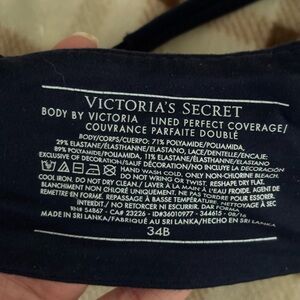 VICTORIA'S SECRET
BODY BY VICTORIA LINED PERFECT COVERAGE/
COUVRANCE PARFAITE DOUBLÉ
BODY/CORPS/CUERPO: 71% POLYAMIDE/POLIAMIDA,
29% ELASTANE/ÉLASTHANNE/ELASTANO, LACE/DENTELLE/ENCAJE:
89% POLYAMIDE/POLIAMIDA, 11% ELASTANE/ÉLASTHANNE/ELASTANO
EXCLUSIVE OF DECORATION/SAUF DÉCORATION/NO INCLUYE LA DECORACIÓN
HAND WASH COLD. ONLY NON-CHLORINE BLEACH.
DO NOT WRING OR TWIST. RESHAPE. DRY FLAT.
COOL IRON. DO NOT DRY CLEAN. / LAVER À LA MAIN À L'EAU FROIDE. AGENT DE
BLANCHIMENT NON CHLORÉ UNIQUEMENT. NE PAS TORDRE NI ESSORER.
REMETTRE EN FORME. REPASSAGE À BASSE TEMPÉRATURE. NETTOYAGE À SEC
INTERDIT. / NO RETORCER NI ESCURRIR. DAR FORMA.
RN# 54867 - CA# 23226 - ID#36010977 - 344615 - 08/16
MADE IN SRI LANKA/FABRIQUÉ AU SRI LANKA/HECHO EN SRI LANKA
34B